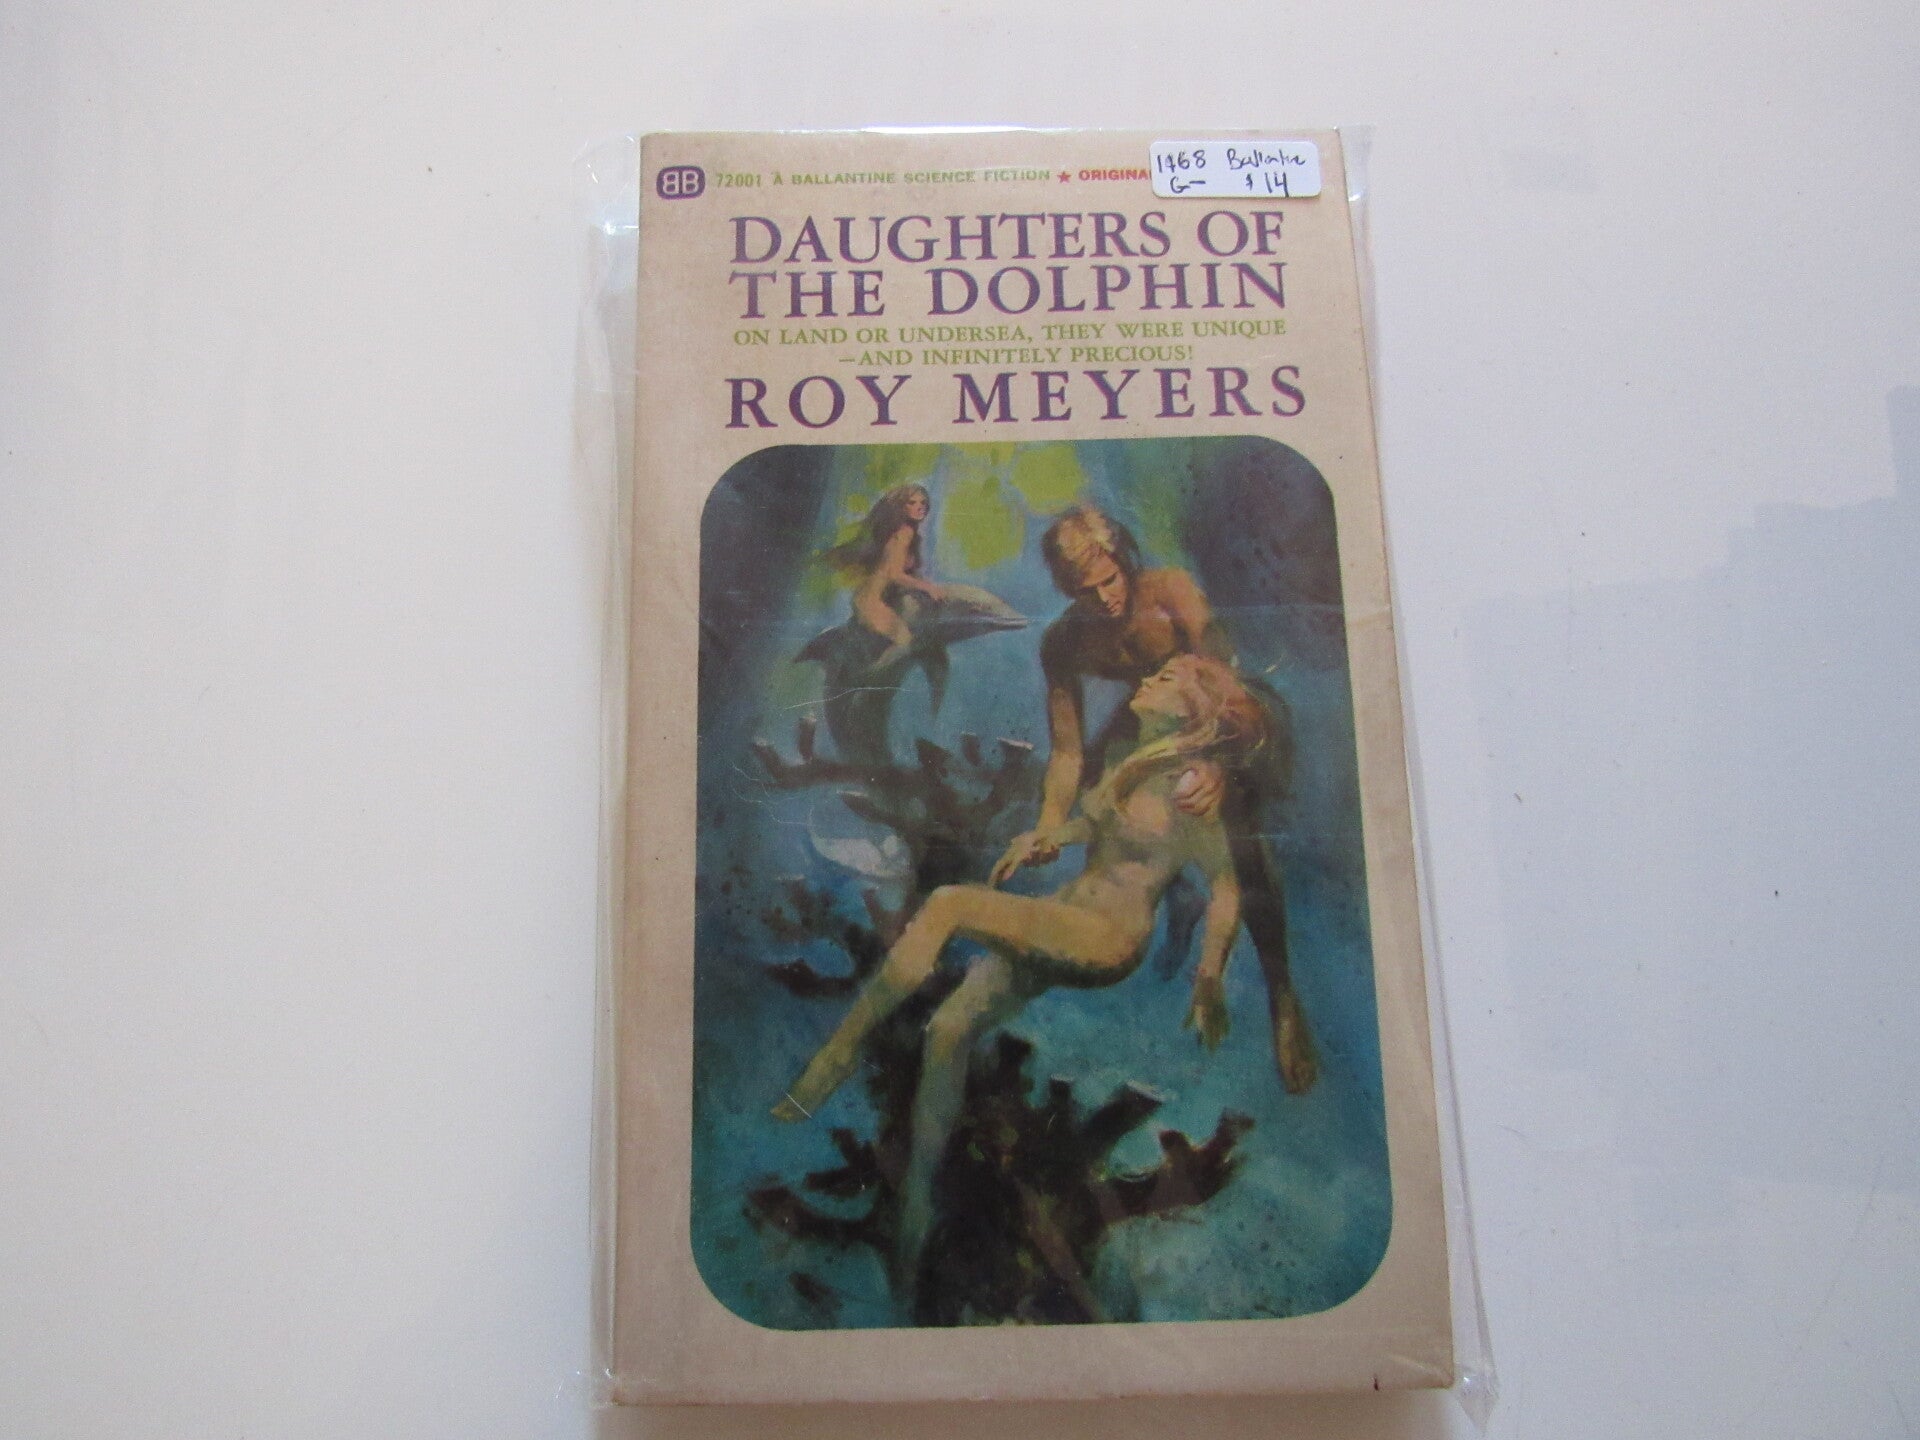 BB 72001 A BALLANTINE SCIENCE FICTION ★ ORIGINA
1968 Ballantine
G- $14
DAUGHTERS OF
THE DOLPHIN
ON LAND OR UNDERSEA, THEY WERE UNIQUE
—AND INFINITELY PRECIOUS!
ROY MEYERS